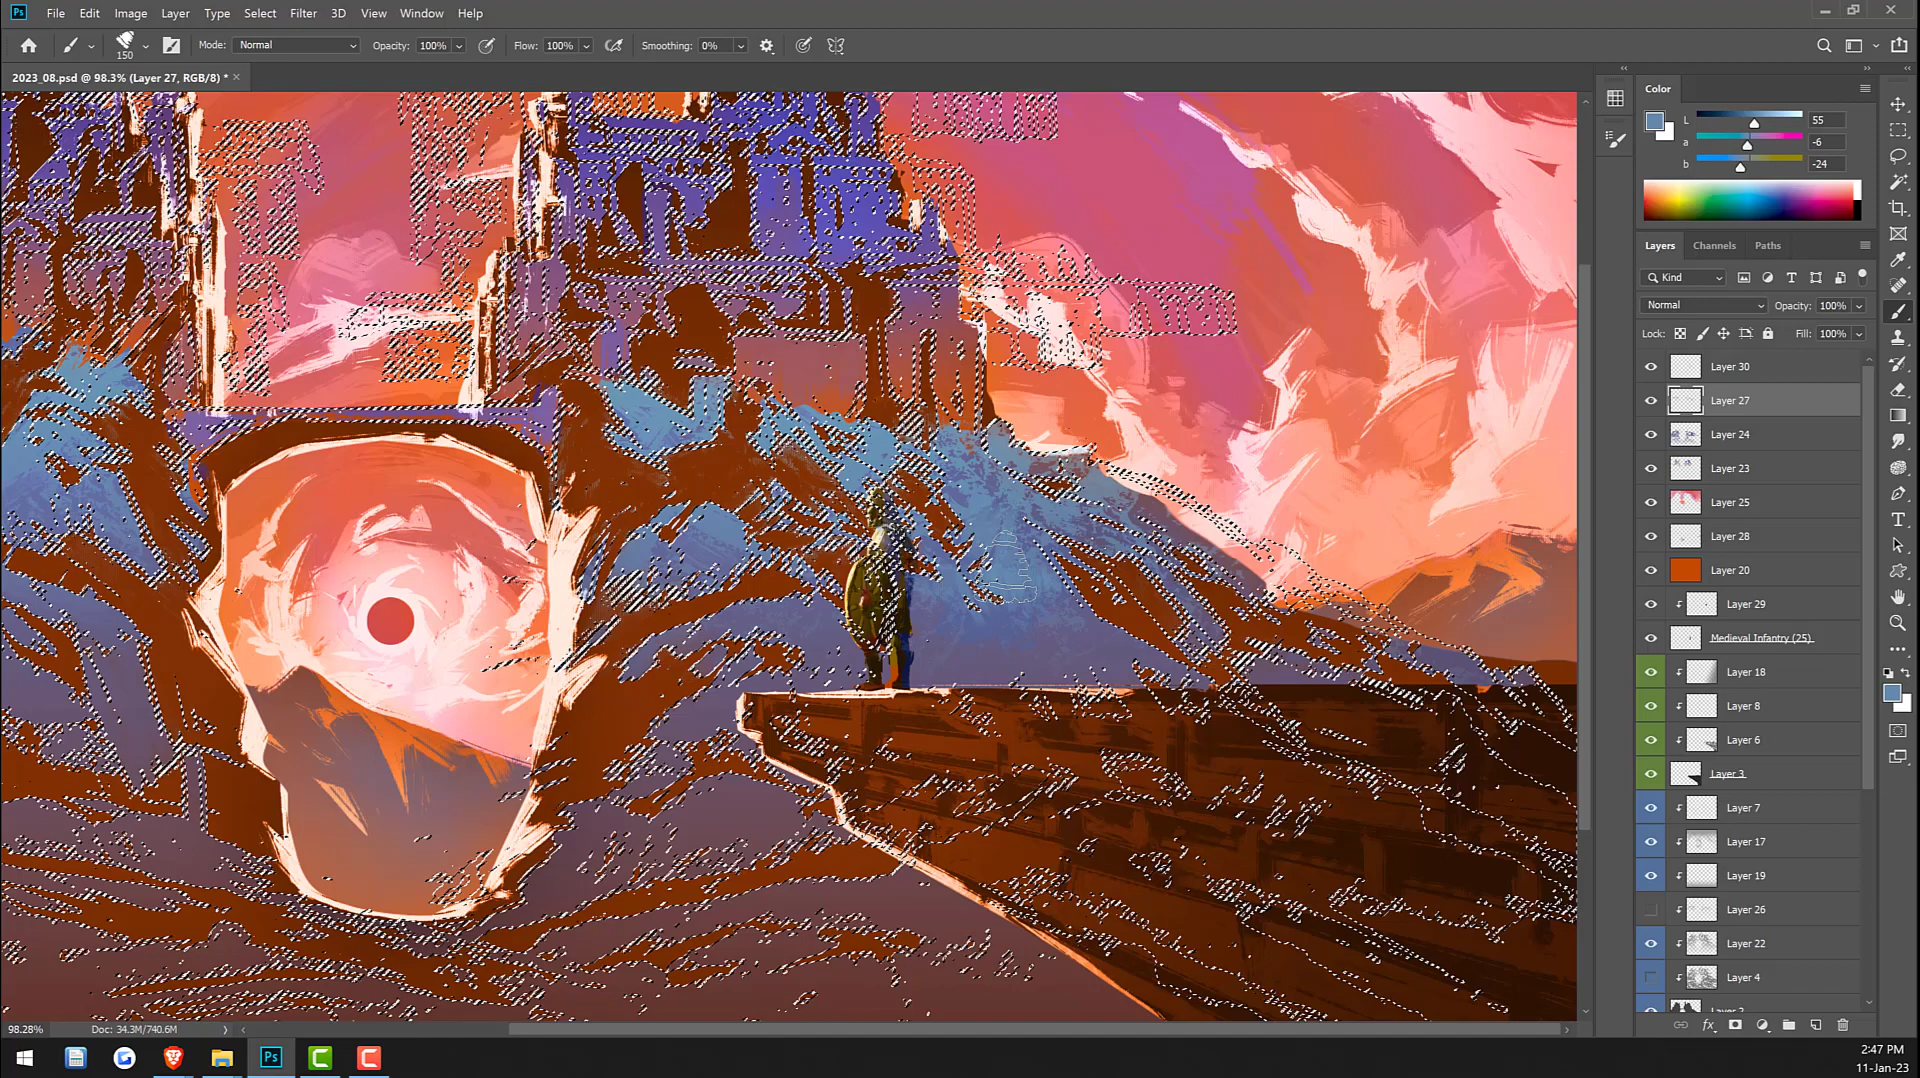 Ps File Edit Image Layer Type Select Filter 3D View Window Help
150 Mode: Normal Opacity: 100% Flow: 100% Smoothing: 0%
2023_08.psd @ 98.3% (Layer 27, RGB/8) *
Color
L 55
a -6
b -24
Layers Channels Paths
Kind
Normal Opacity: 100%
Lock: Fill: 100%
Layer 30
Layer 27
Layer 24
Layer 23
Layer 25
Layer 28
Layer 20
Layer 29
Medieval Infantry (25)
Layer 18
Layer 8
Layer 6
Layer 3
Layer 7
Layer 17
Layer 19
Layer 26
Layer 22
Layer 4
Layer 2
98.28% Doc: 34.3M/740.6M
Ps
2:47 PM
11-Jan-23